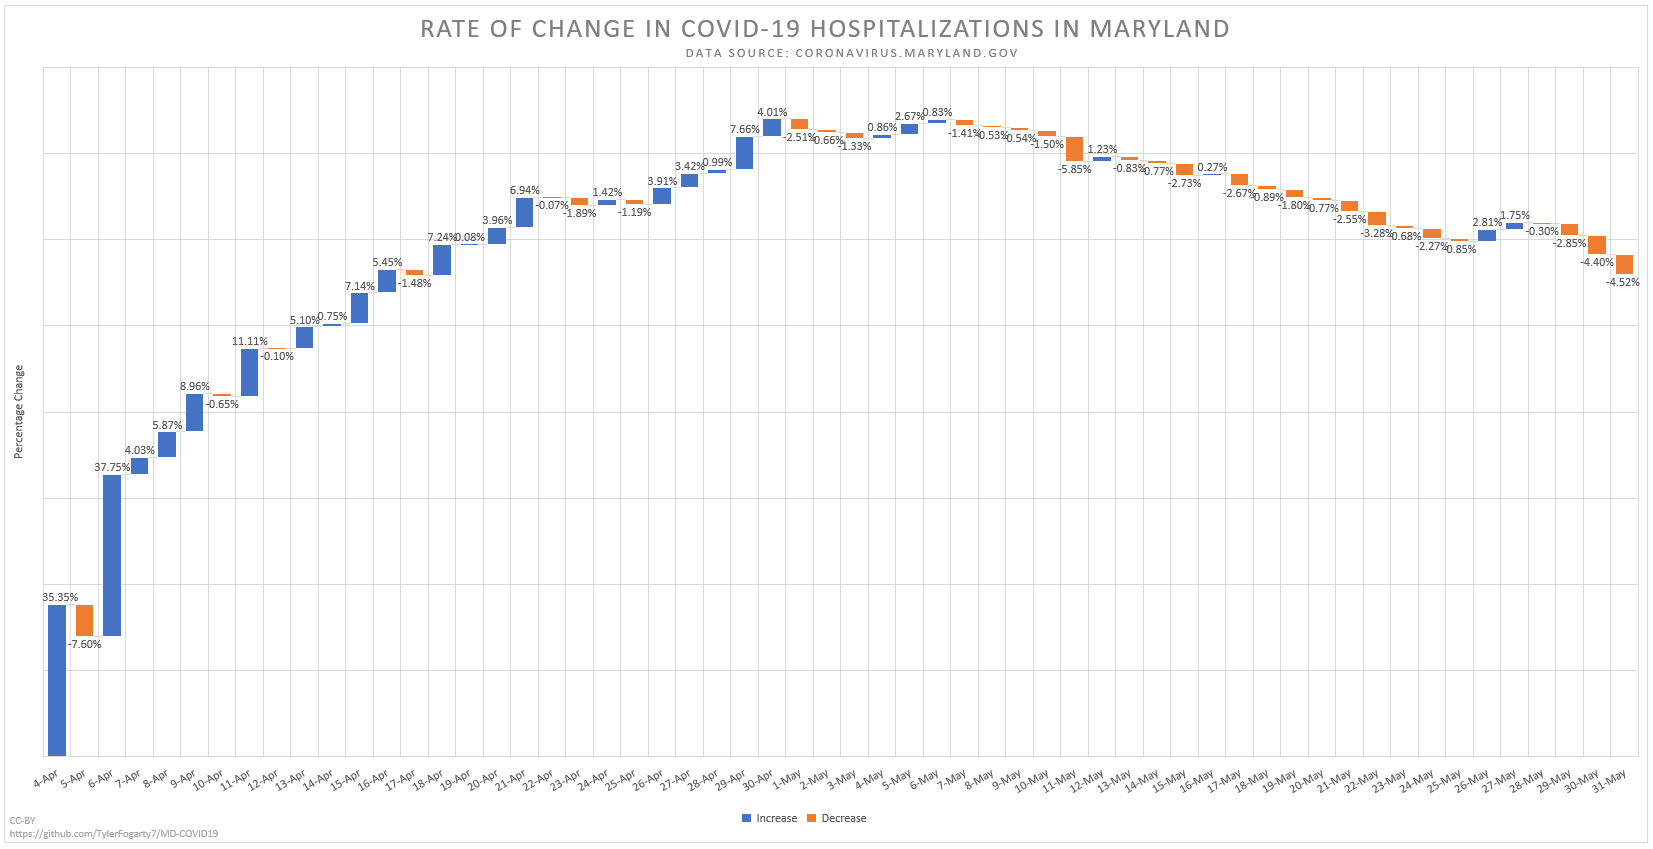 RATE OF CHANGE IN COVID-19 HOSPITALIZATIONS IN MARYLAND
DATA SOURCE: CORONAVIRUS.MARYLAND.GOV
Percentage Change
35.35%
-7.60%
37.75%
4.03%
5.87%
8.96%
-0.65%
11.11%
-0.10%
5.10%
0.75%
7.14%
5.45%
-1.48%
7.24%
0.08%
3.96%
6.94%
-0.07%
-1.89%
1.42%
-1.19%
3.91%
3.42%
0.99%
7.66%
4.01%
-2.51%
-0.66%
-1.33%
0.86%
2.67%
0.83%
-1.41%
-0.53%
-0.54%
-1.50%
-5.85%
1.23%
-0.83%
-0.77%
-2.73%
0.27%
-2.67%
-0.89%
-1.80%
-0.77%
-2.55%
-3.28%
-0.68%
-2.27%
-0.85%
2.81%
1.75%
-0.30%
-2.85%
-4.40%
-4.52%
4-Apr
5-Apr
6-Apr
7-Apr
8-Apr
9-Apr
10-Apr
11-Apr
12-Apr
13-Apr
14-Apr
15-Apr
16-Apr
17-Apr
18-Apr
19-Apr
20-Apr
21-Apr
22-Apr
23-Apr
24-Apr
25-Apr
26-Apr
27-Apr
28-Apr
29-Apr
30-Apr
1-May
2-May
3-May
4-May
5-May
6-May
7-May
8-May
9-May
10-May
11-May
12-May
13-May
14-May
15-May
16-May
17-May
18-May
19-May
20-May
21-May
22-May
23-May
24-May
25-May
26-May
27-May
28-May
29-May
30-May
31-May
Increase
Decrease
CC-BY
https://github.com/TylerFogarty7/MD-COVID19